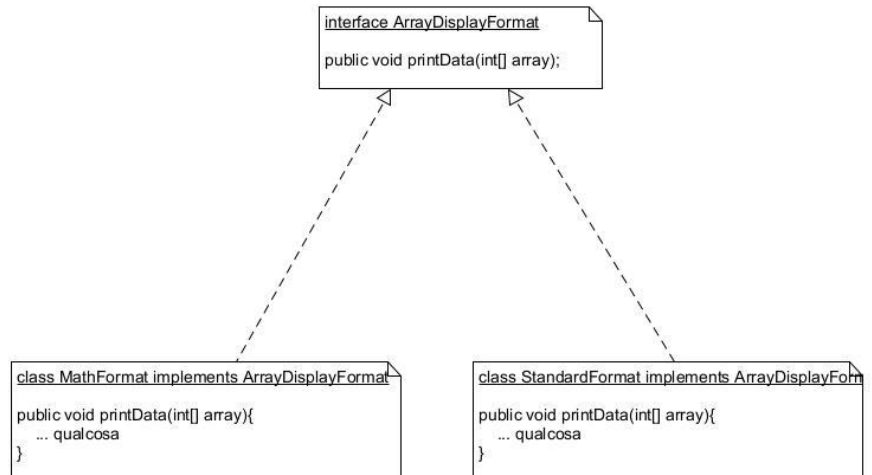 interface ArrayDisplayFormat
public void printData(int[] array);
class MathFormat implements ArrayDisplayFormat
public void printData(int[] array){
... qualcosa
}
class StandardFormat implements ArrayDisplayForm
public void printData(int[] array){
... qualcosa
}